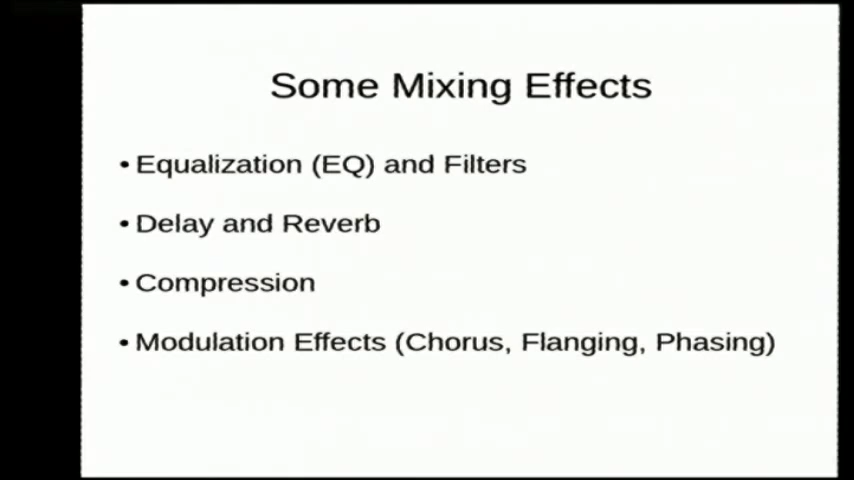 Some Mixing Effects
• Equalization (EQ) and Filters
• Delay and Reverb
• Compression
• Modulation Effects (Chorus, Flanging, Phasing)